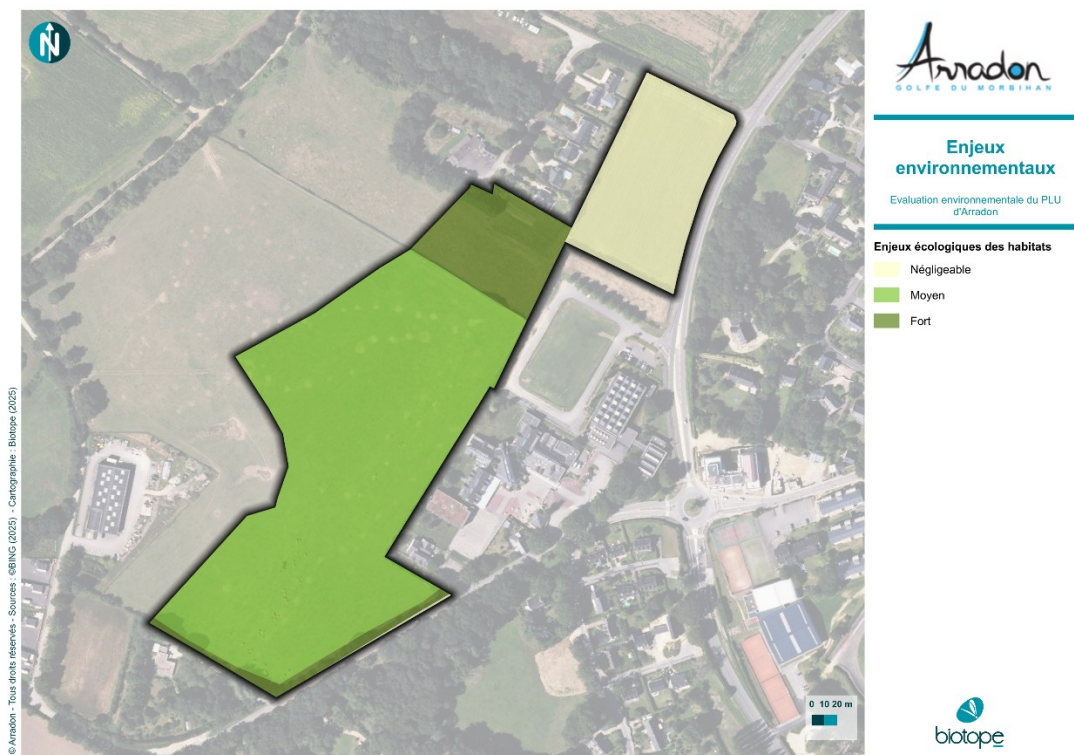 N
Arradon
GOLFE DU MORBIHAN
Enjeux
environnementaux
Evaluation environnementale du PLU
d'Arradon
Enjeux écologiques des habitats
Négligeable
Moyen
Fort
© Arradon - Tous droits réservés - Sources : ©BING (2025) - Cartographie : Biotope (2025)
0 10 20 m
biotope